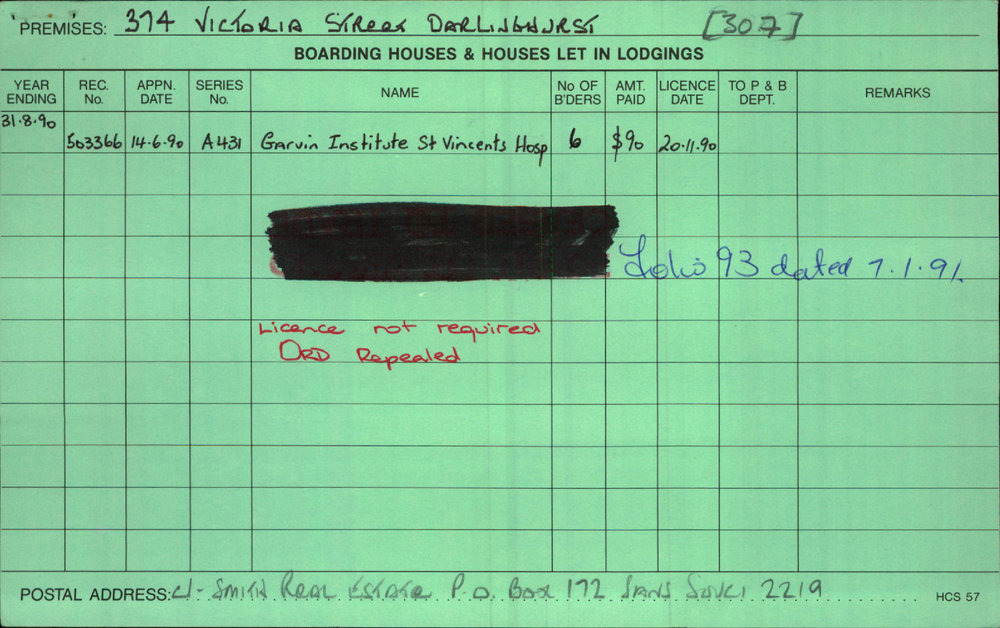 PREMISES: 374 VICTORIA STREET DARLINGHURST [307]
BOARDING HOUSES & HOUSES LET IN LODGINGS
YEAR ENDING REC. No. APPN. DATE SERIES No. NAME No OF B'DERS AMT. PAID LICENCE DATE TO P & B DEPT. REMARKS
31.8.90
503366 14.6.90 A431 Garvin Institute St Vincents Hosp 6 $90 20.11.90
Folio 93 dated 7.1.91.
Licence not required
ORD Repealed
POSTAL ADDRESS: C/- SMITH REAL ESTATE P.O. BOX 172 SANS SOUCI 2219
HCS 57